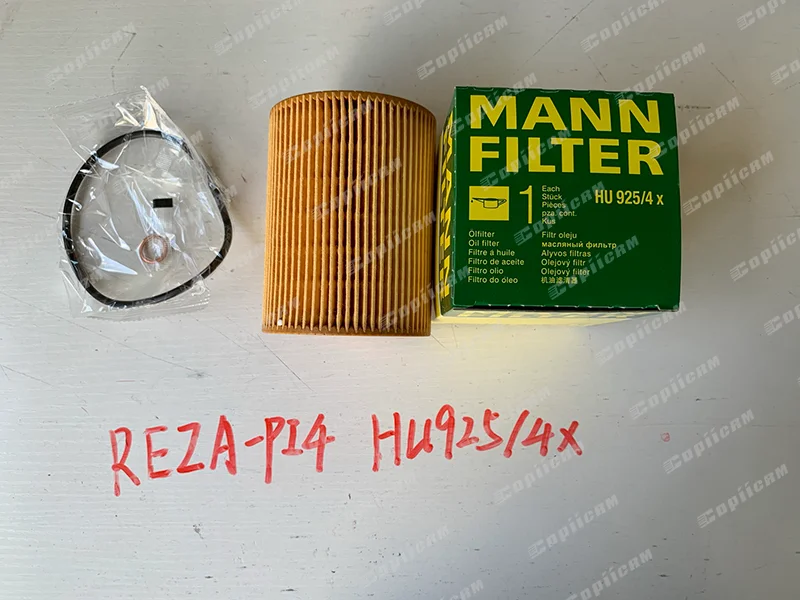 MANN
FILTER
1
Each
Stück
Pièces
pza. cont.
Kus
HU 925/4 x
Ölfilter
Oil filter
Filtre à huile
Filtro de aceite
Filtro olio
Filtro do óleo
Filtr oleju
масляный фильтр
Alyvos filtras
Olejový filtr
Olejový filter
机油滤清器
REZA-PI4 HU925/4x
CopiiCAM